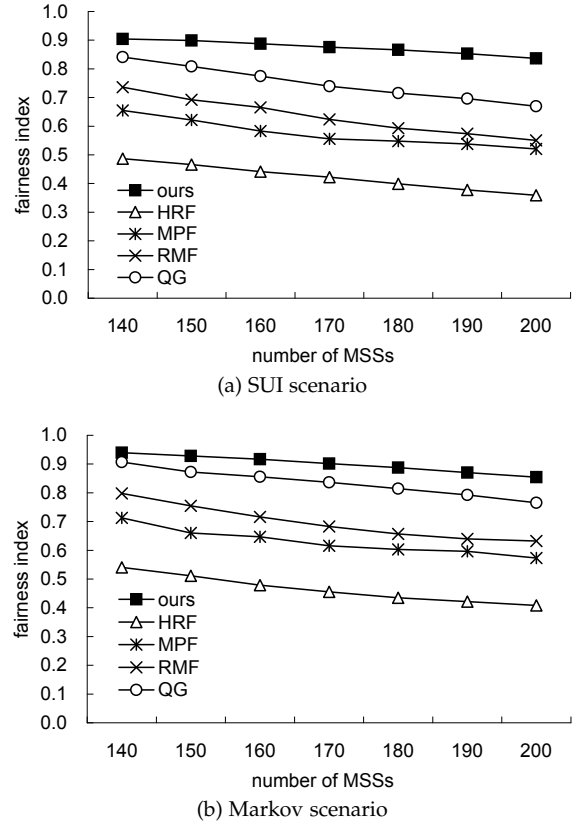 1.0
0.9
0.8
0.7
0.6
0.5
0.4
0.3
0.2
0.1
0.0
fairness index
ours
HRF
MPF
RMF
QG
140 150 160 170 180 190 200
number of MSSs
(a) SUI scenario
1.0
0.9
0.8
0.7
0.6
0.5
0.4
0.3
0.2
0.1
0.0
fairness index
ours
HRF
MPF
RMF
QG
140 150 160 170 180 190 200
number of MSSs
(b) Markov scenario